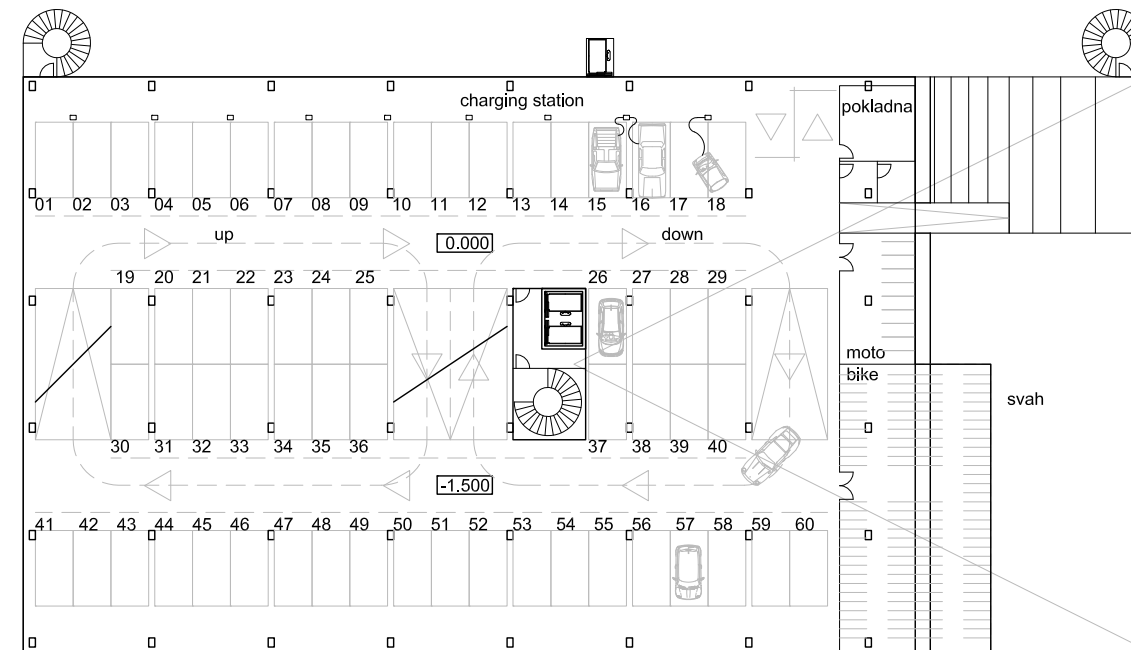 charging station
pokladna
01 02 03 04 05 06 07 08 09 10 11 12 13 14 15 16 17 18
up
0.000
down
19 20 21 22 23 24 25 26 27 28 29
moto
bike
svah
30 31 32 33 34 35 36 37 38 39 40
-1.500
41 42 43 44 45 46 47 48 49 50 51 52 53 54 55 56 57 58 59 60